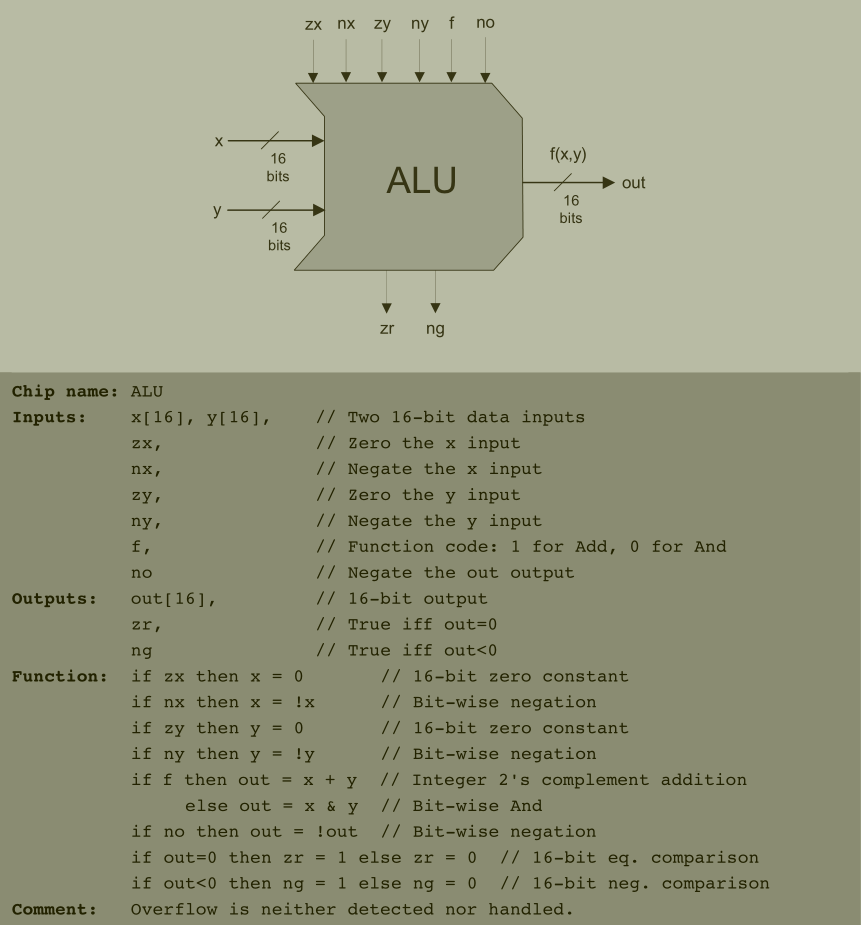 zx nx zy ny f no
x
16
bits
y
16
bits
ALU
f(x,y)
out
16
bits
zr ng
Chip name: ALU
Inputs: x[16], y[16], // Two 16-bit data inputs
zx, // Zero the x input
nx, // Negate the x input
zy, // Zero the y input
ny, // Negate the y input
f, // Function code: 1 for Add, 0 for And
no // Negate the out output
Outputs: out[16], // 16-bit output
zr, // True iff out=0
ng // True iff out<0
Function: if zx then x = 0 // 16-bit zero constant
if nx then x = !x // Bit-wise negation
if zy then y = 0 // 16-bit zero constant
if ny then y = !y // Bit-wise negation
if f then out = x + y // Integer 2's complement addition
else out = x & y // Bit-wise And
if no then out = !out // Bit-wise negation
if out=0 then zr = 1 else zr = 0 // 16-bit eq. comparison
if out<0 then ng = 1 else ng = 0 // 16-bit neg. comparison
Comment: Overflow is neither detected nor handled.